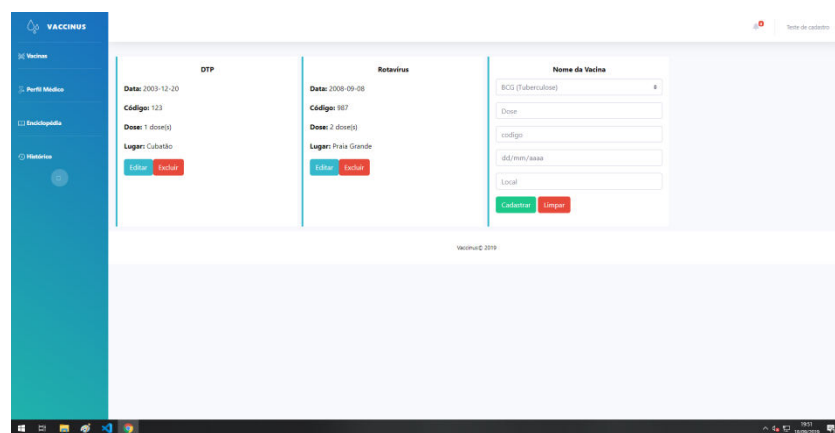 VACCINUS
Teste de cadastro
Vacinas
Perfil Médico
Enciclopédia
Histórico
DTP
Data: 2003-12-20
Código: 123
Dose: 1 dose(s)
Lugar: Cubatão
Editar Excluir
Rotavírus
Data: 2008-09-08
Código: 987
Dose: 2 dose(s)
Lugar: Praia Grande
Editar Excluir
Nome da Vacina
BCG (Tuberculose)
Dose
codigo
dd/mm/aaaa
Local
Cadastrar Limpar
Vaccinus© 2019
19:51